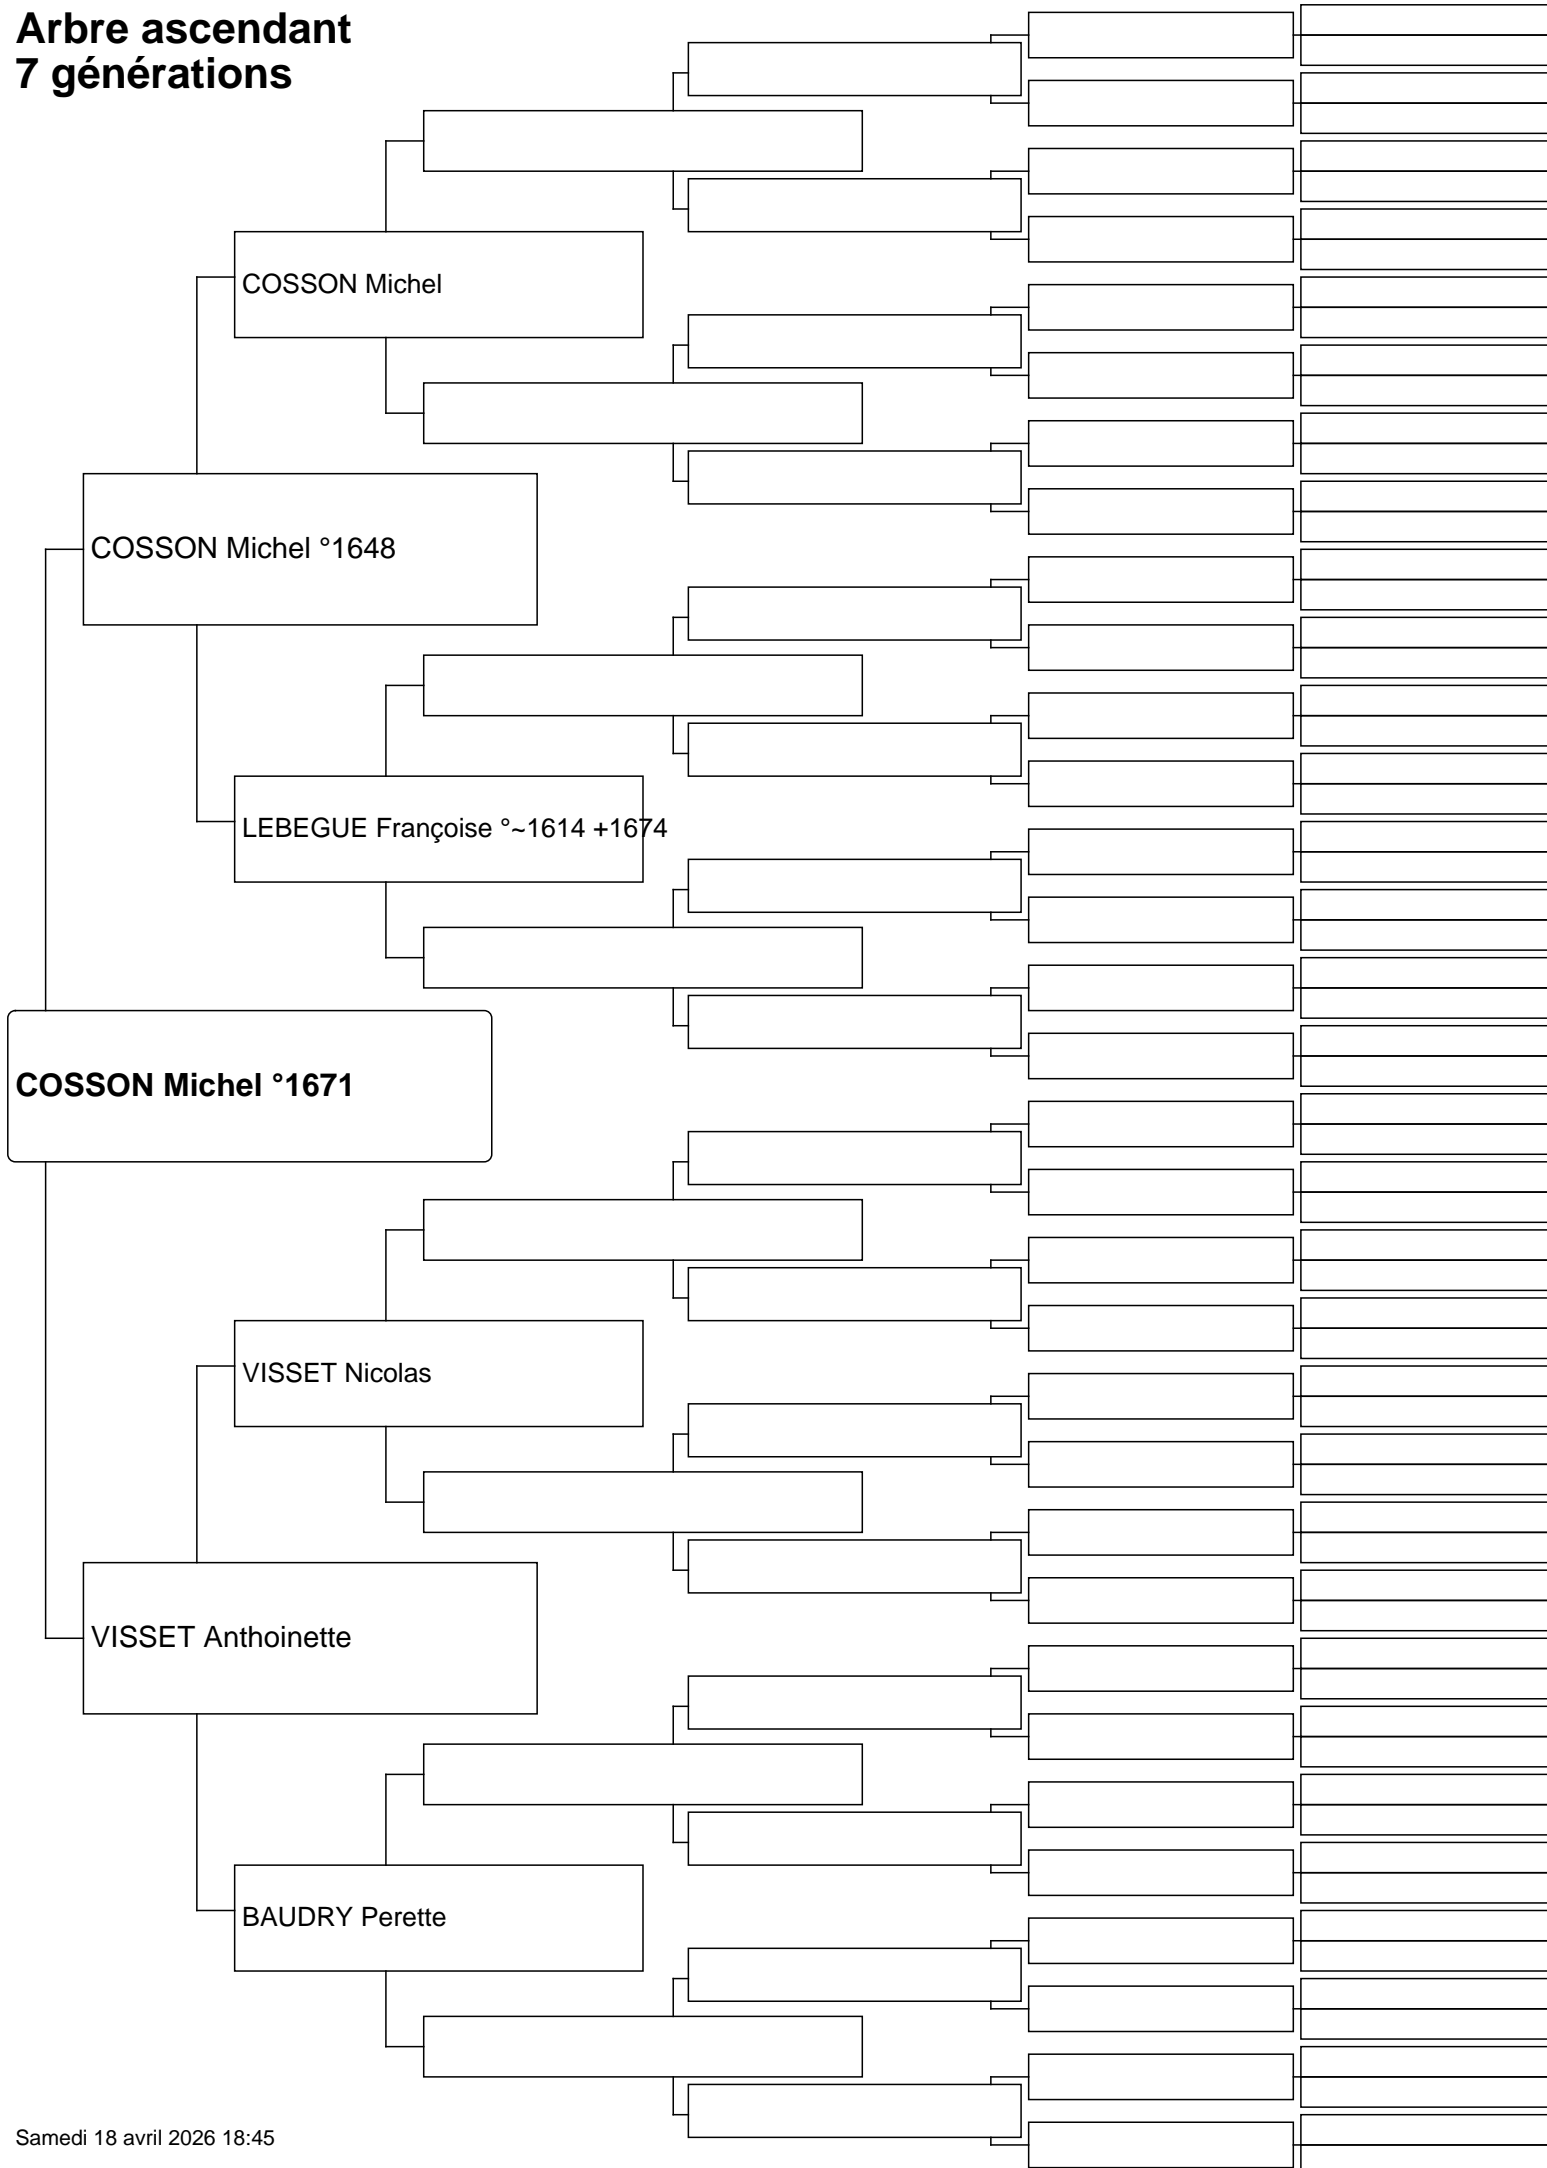 Arbre ascendant
7 générations
COSSON Michel
COSSON Michel °1648
LEBEGUE Françoise °~1614 +1674
COSSON Michel °1671
VISSET Nicolas
VISSET Anthoinette
BAUDRY Perette
Samedi 18 avril 2026 18:45